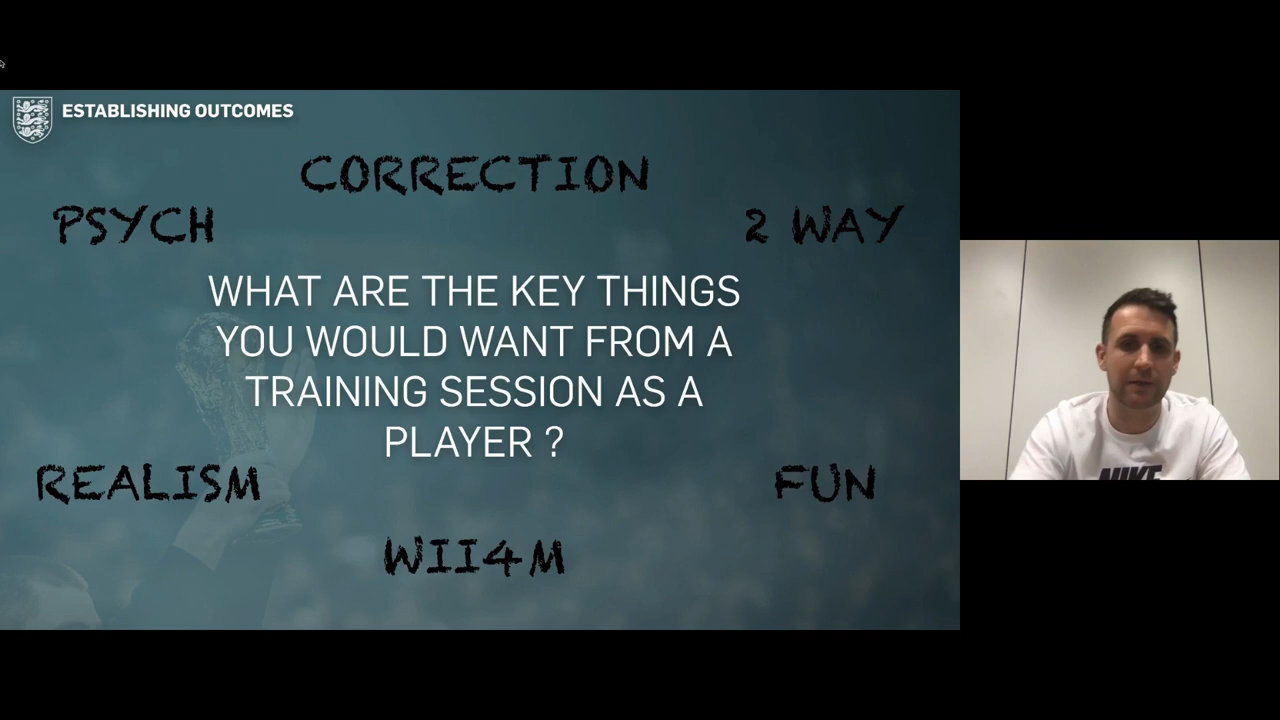 ESTABLISHING OUTCOMES
CORRECTION
PSYCH
2 WAY
WHAT ARE THE KEY THINGS
YOU WOULD WANT FROM A
TRAINING SESSION AS A
PLAYER ?
REALISM
FUN
WII4M
NIKE